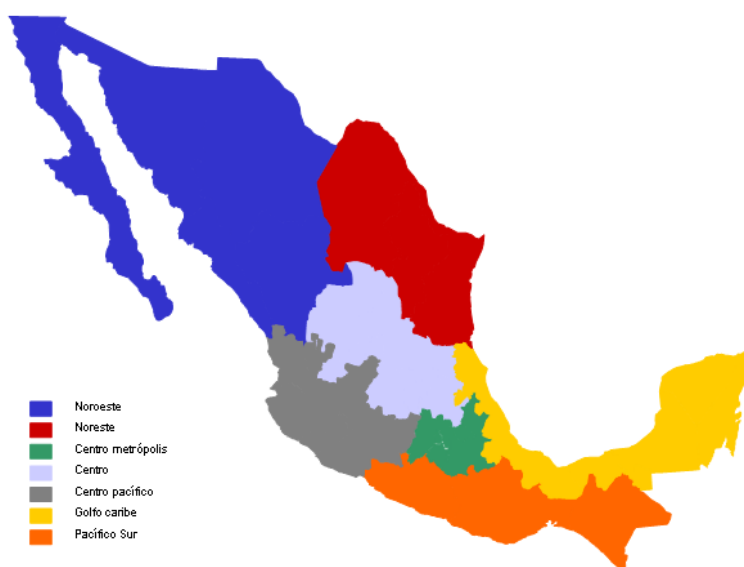 Noroeste
Noreste
Centro metrópolis
Centro
Centro pacífico
Golfo caribe
Pacífico Sur